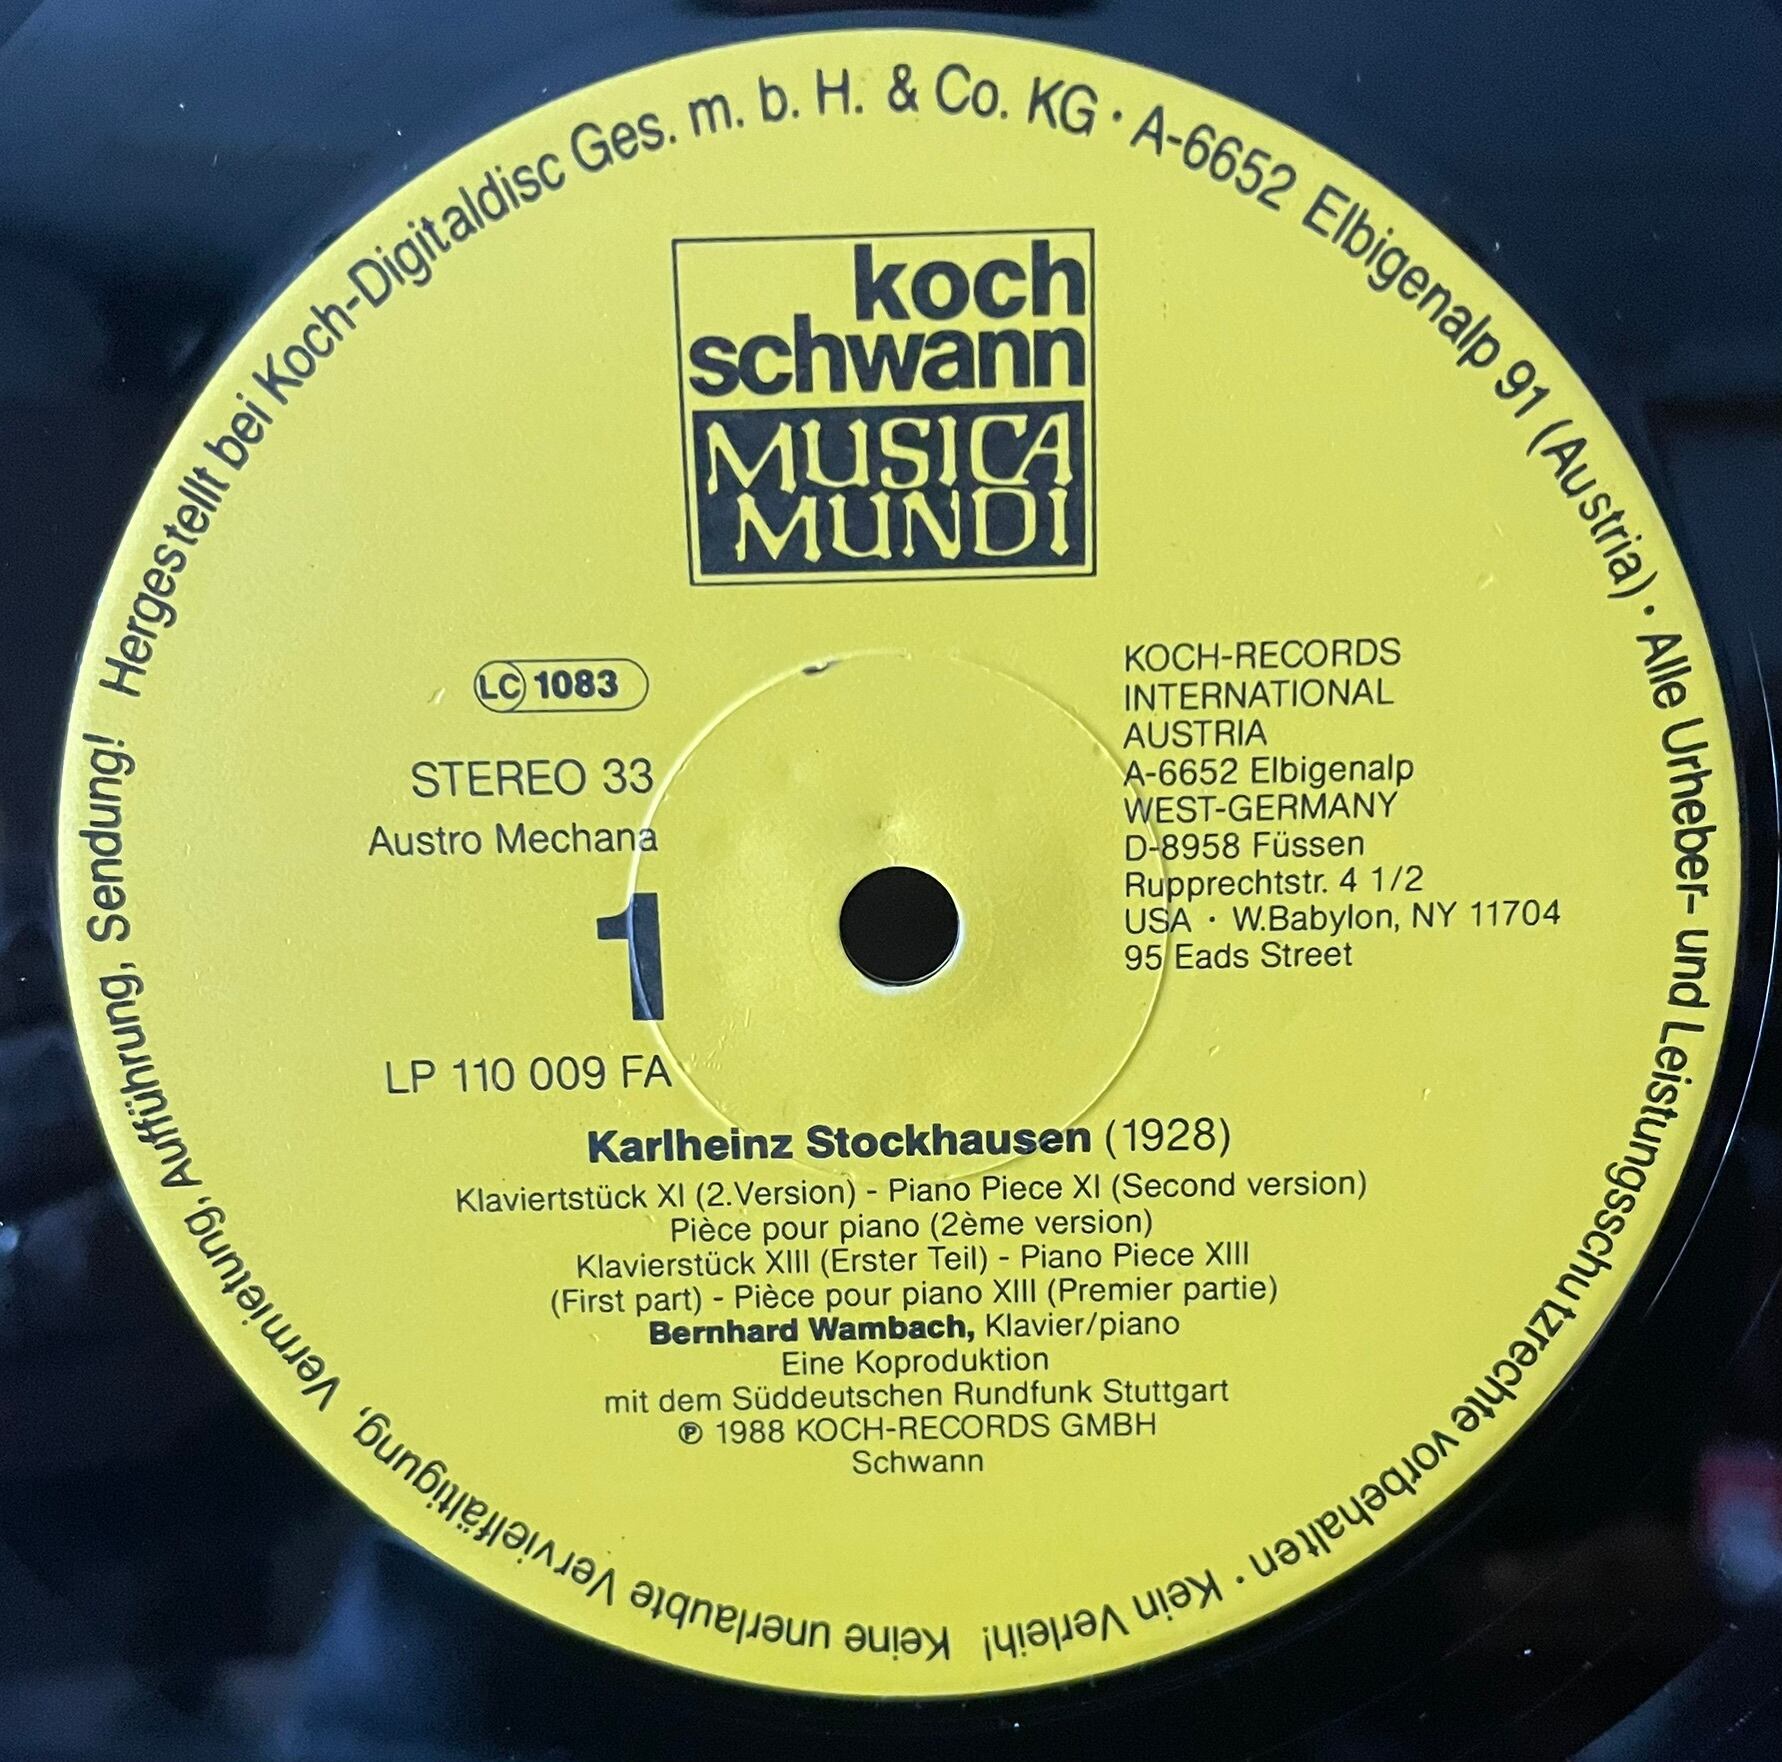 Hergestellt bei Koch-Digitaldisc Ges. m. b. H. & Co. KG · A-6652 Elbigenalp 91 (Austria) · Alle Urheber- und Leistungsschutzrechte vorbehalten · Kein Verleih! Keine unerlaubte Vervielfältigung, Vermietung, Aufführung, Sendung!
koch
schwann
MUSICA
MUNDI
LC 1083
STEREO 33
Austro Mechana
1
LP 110 009 FA
KOCH-RECORDS
INTERNATIONAL
AUSTRIA
A-6652 Elbigenalp
WEST-GERMANY
D-8958 Füssen
Rupprechtstr. 4 1/2
USA · W.Babylon, NY 11704
95 Eads Street
Karlheinz Stockhausen (1928)
Klaviertstück XI (2.Version) - Piano Piece XI (Second version)
Pièce pour piano (2ème version)
Klavierstück XIII (Erster Teil) - Piano Piece XIII
(First part) - Pièce pour piano XIII (Premier partie)
Bernhard Wambach, Klavier/piano
Eine Koproduktion
mit dem Süddeutschen Rundfunk Stuttgart
℗ 1988 KOCH-RECORDS GMBH
Schwann